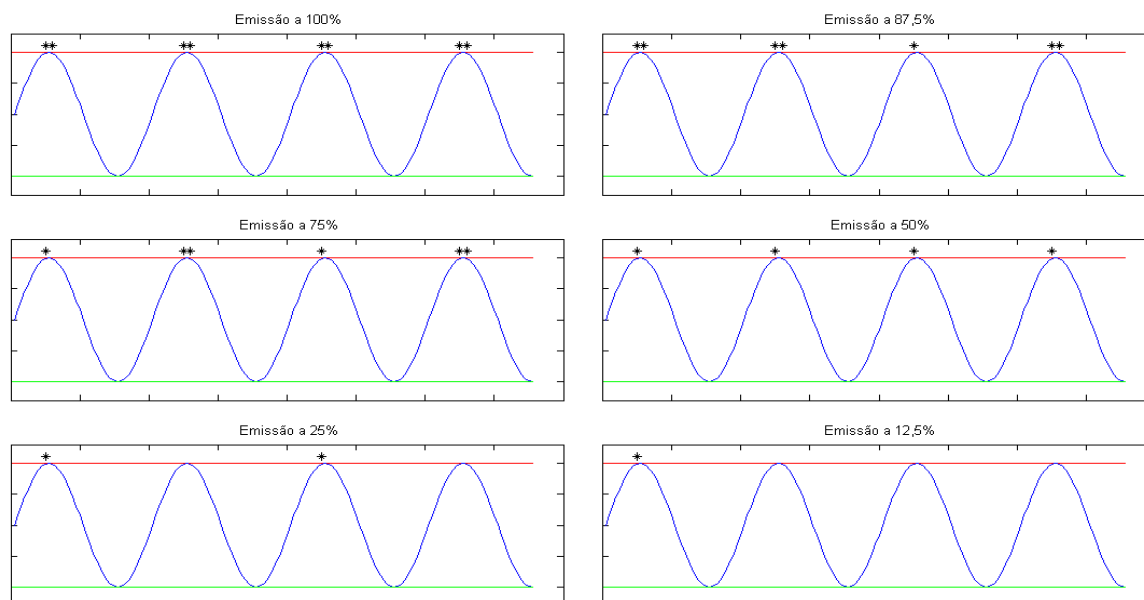 Emissão a 100%
Emissão a 87,5%
Emissão a 75%
Emissão a 50%
Emissão a 25%
Emissão a 12,5%